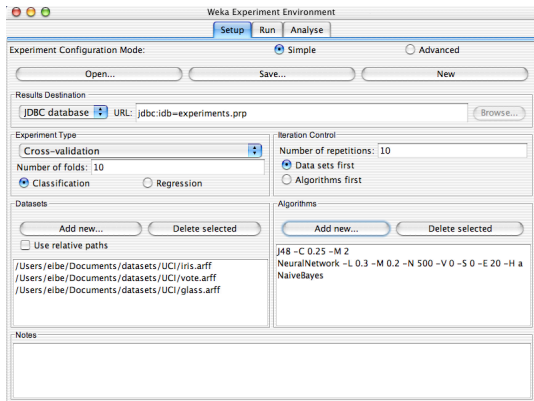 Weka Experiment Environment
Setup Run Analyse
Experiment Configuration Mode: Simple Advanced
Open... Save... New
Results Destination
JDBC database URL: jdbc:idb=experiments.prp Browse...
Experiment Type
Cross-validation
Number of folds: 10
Classification Regression
Iteration Control
Number of repetitions: 10
Data sets first
Algorithms first
Datasets
Add new... Delete selected
Use relative paths
/Users/eibe/Documents/datasets/UCI/iris.arff
/Users/eibe/Documents/datasets/UCI/vote.arff
/Users/eibe/Documents/datasets/UCI/glass.arff
Algorithms
Add new... Delete selected
J48 -C 0.25 -M 2
NeuralNetwork -L 0.3 -M 0.2 -N 500 -V 0 -S 0 -E 20 -H a
NaiveBayes
Notes